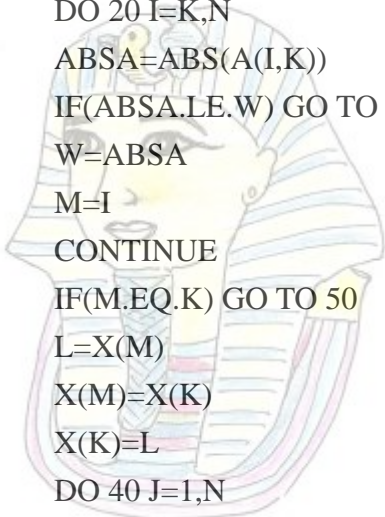 DO 20 I=K,N
ABSA=ABS(A(I,K))
IF(ABSA.LE.W) GO TO
W=ABSA
M=I
CONTINUE
IF(M.EQ.K) GO TO 50
L=X(M)
X(M)=X(K)
X(K)=L
DO 40 J=1,N